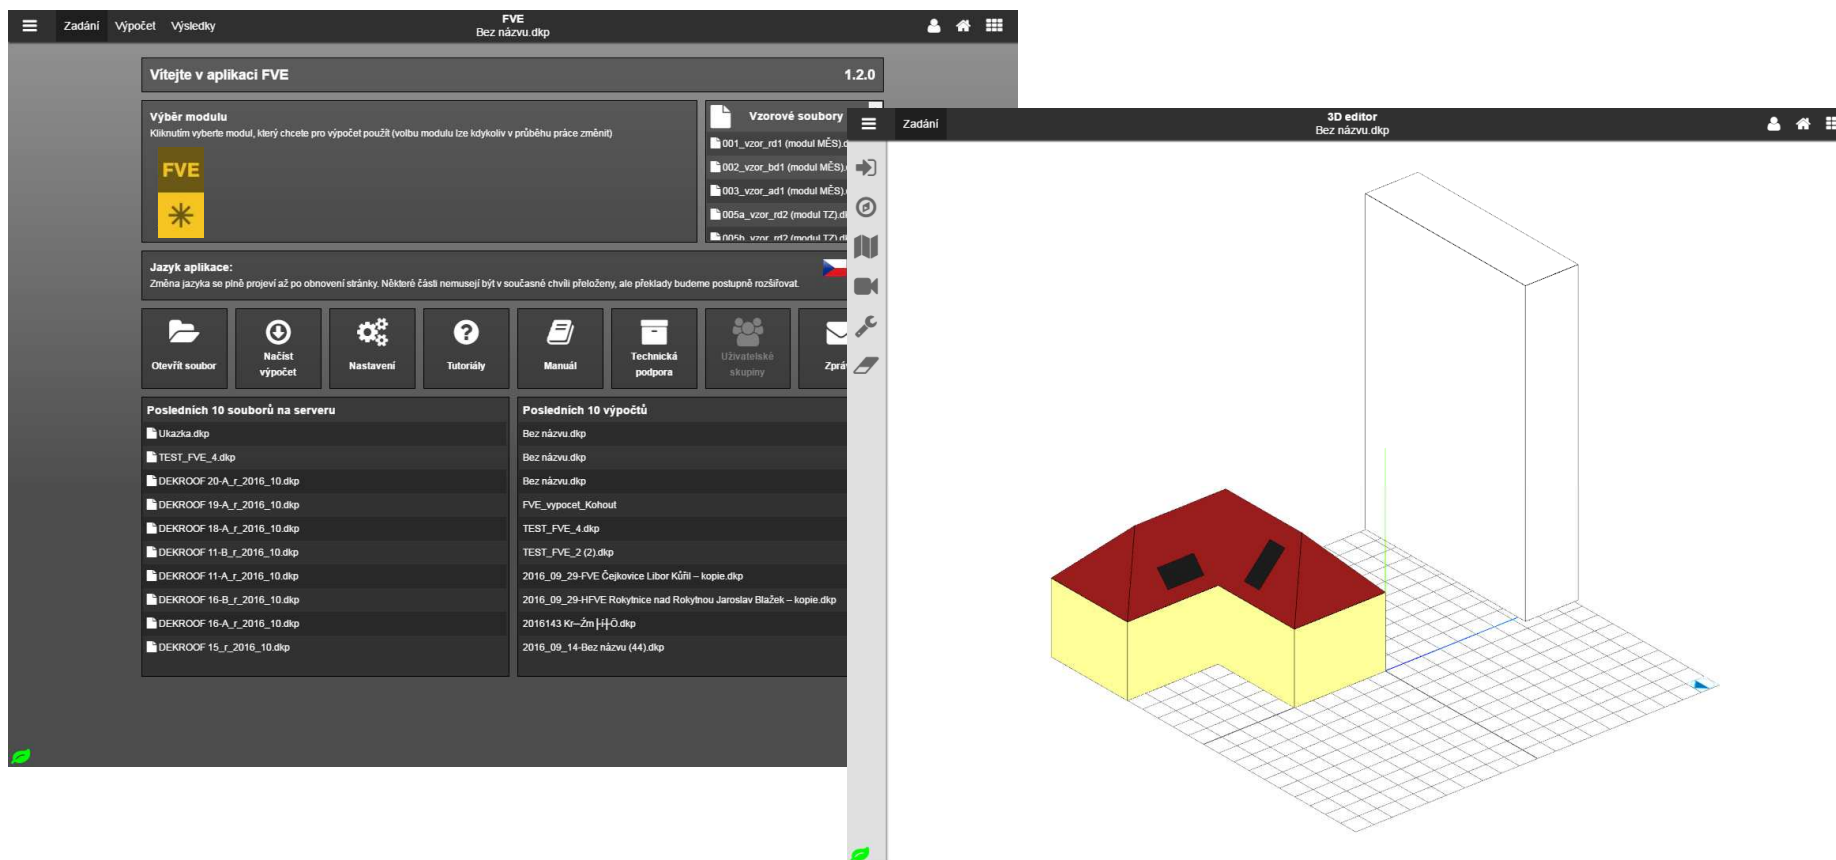 Zadání Výpočet Výsledky
FVE
Bez názvu.dkp
Vítejte v aplikaci FVE 1.2.0
Výběr modulu
Kliknutím vyberte modul, který chcete pro výpočet použít (volbu modulu lze kdykoliv v průběhu práce změnit)
FVE
Vzorové soubory
001_vzor_rd1 (modul MĚS).d
002_vzor_bd1 (modul MĚS).
003_vzor_ad1 (modul MĚS).
005a_vzor_rd2 (modul TZ).d
005b_vzor_rd2 (modul TZ).d
Jazyk aplikace:
Změna jazyka se plně projeví až po obnovení stránky. Některé části nemusejí být v současné chvíli přeloženy, ale překlady budeme postupně rozšiřovat.
Otevřít soubor
Načíst
výpočet
Nastavení
Tutoriály
Manuál
Technická
podpora
Uživatelské
skupiny
Zprá
Posledních 10 souborů na serveru
Ukazka.dkp
TEST_FVE_4.dkp
DEKROOF 20-A_r_2016_10.dkp
DEKROOF 19-A_r_2016_10.dkp
DEKROOF 18-A_r_2016_10.dkp
DEKROOF 11-B_r_2016_10.dkp
DEKROOF 11-A_r_2016_10.dkp
DEKROOF 16-B_r_2016_10.dkp
DEKROOF 16-A_r_2016_10.dkp
DEKROOF 15_r_2016_10.dkp
Posledních 10 výpočtů
Bez názvu.dkp
Bez názvu.dkp
Bez názvu.dkp
FVE_vypocet_Kohout
TEST_FVE_4.dkp
TEST_FVE_2 (2).dkp
2016_09_29-FVE Čejkovice Libor Kůřil – kopie.dkp
2016_09_29-HFVE Rokytnice nad Rokytnou Jaroslav Blažek – kopie.dkp
2016143 Kr
2016_09_14-Bez názvu (44).dkp
Zadání
3D editor
Bez názvu.dkp